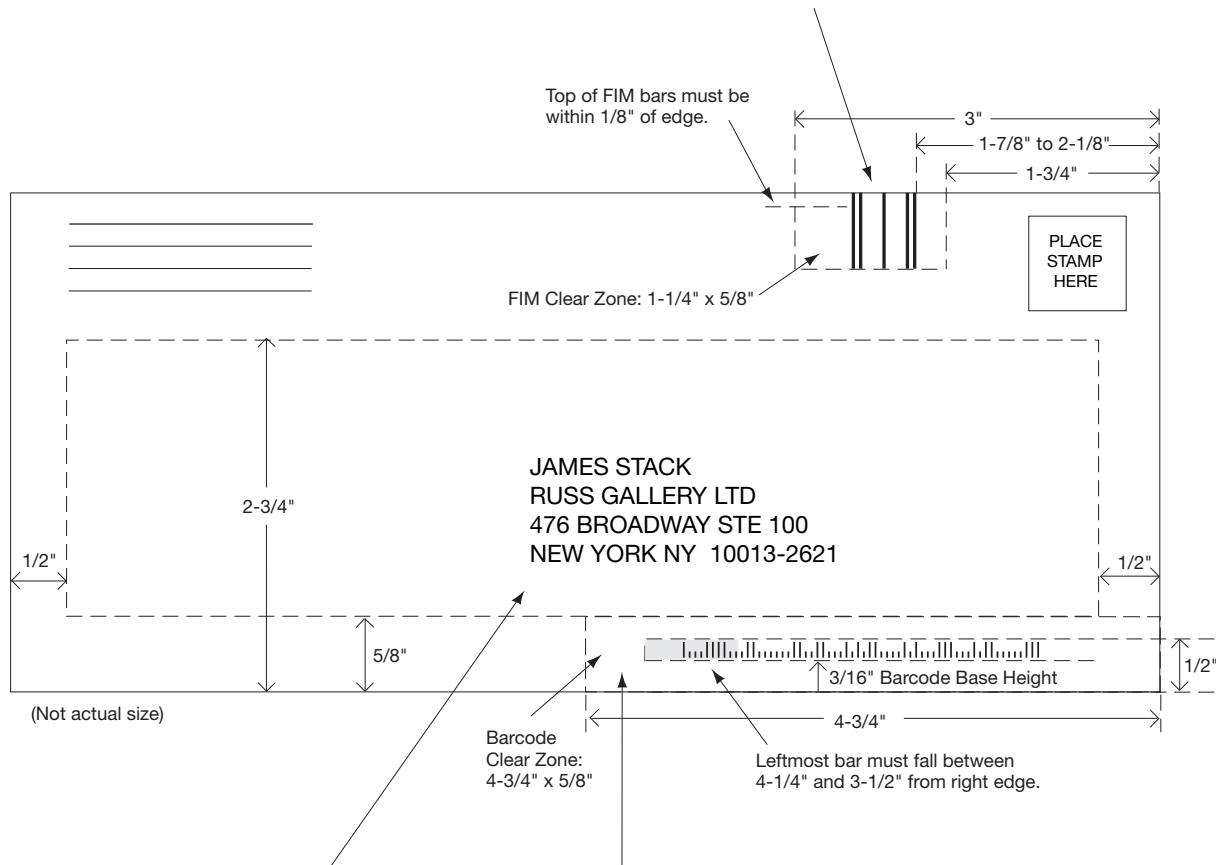 Top of FIM bars must be
within 1/8" of edge.
3"
1-7/8" to 2-1/8"
1-3/4"
PLACE
STAMP
HERE
FIM Clear Zone: 1-1/4" x 5/8"
JAMES STACK
RUSS GALLERY LTD
476 BROADWAY STE 100
NEW YORK NY  10013-2621
2-3/4"
1/2"
1/2"
5/8"
3/16" Barcode Base Height
1/2"
(Not actual size)
4-3/4"
Barcode
Clear Zone:
4-3/4" x 5/8"
Leftmost bar must fall between
4-1/4" and 3-1/2" from right edge.